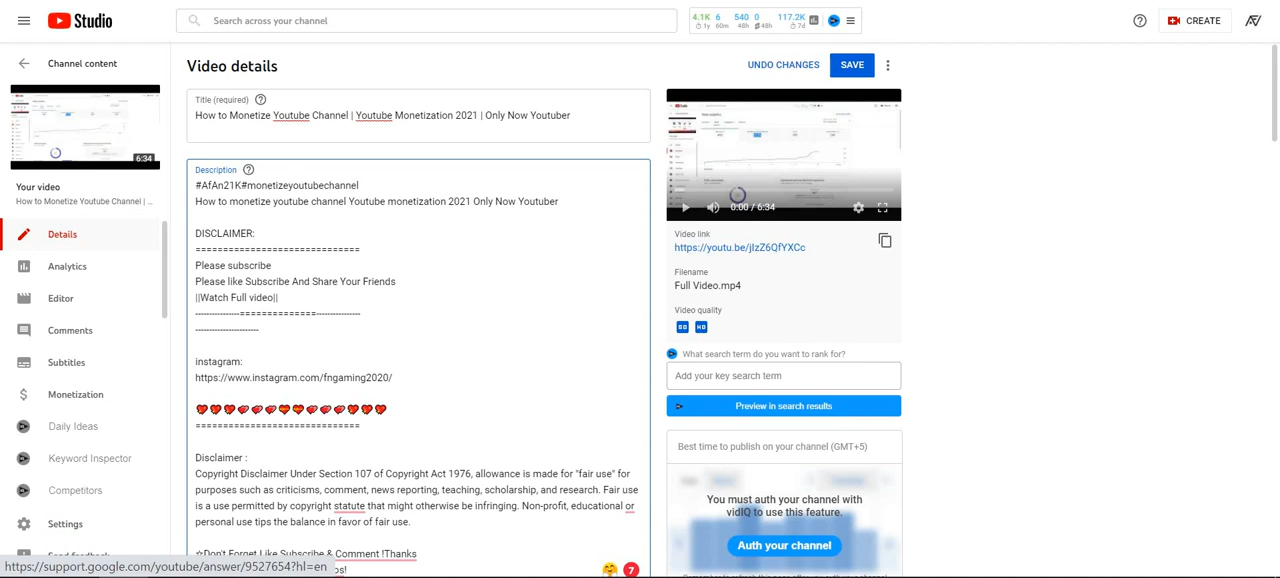 Studio
Search across your channel
4.1K 6 540 0 117.2K
1y 60m 48h 48h 7d
CREATE
Channel content
6:34
Your video
How to Monetize Youtube Channel | ...
Details
Analytics
Editor
Comments
Subtitles
Monetization
Daily Ideas
Keyword Inspector
Competitors
Settings
Send feedback
https://support.google.com/youtube/answer/9527654?hl=en
Video details
UNDO CHANGES
SAVE
Title (required)
How to Monetize Youtube Channel | Youtube Monetization 2021 | Only Now Youtuber
Description
#AfAn21K#monetizeyoutubechannel
How to monetize youtube channel Youtube monetization 2021 Only Now Youtuber
DISCLAIMER:
==============================
Please subscribe
Please like Subscribe And Share Your Friends
||Watch Full video||
----------------==============----------------
-----------------------
instagram:
https://www.instagram.com/fngaming2020/
==============================
Disclaimer :
Copyright Disclaimer Under Section 107 of Copyright Act 1976, allowance is made for "fair use" for
purposes such as criticisms, comment, news reporting, teaching, scholarship, and research. Fair use
is a use permitted by copyright statute that might otherwise be infringing. Non-profit, educational or
personal use tips the balance in favor of fair use.
☆Don't Forget Like Subscribe & Comment !Thanks
7
0:00 / 6:34
Video link
https://youtu.be/jIzZ6QfYXCc
Filename
Full Video.mp4
Video quality
SD HD
What search term do you want to rank for?
Add your key search term
Preview in search results
Best time to publish on your channel (GMT+5)
You must auth your channel with
vidIQ to use this feature.
Auth your channel